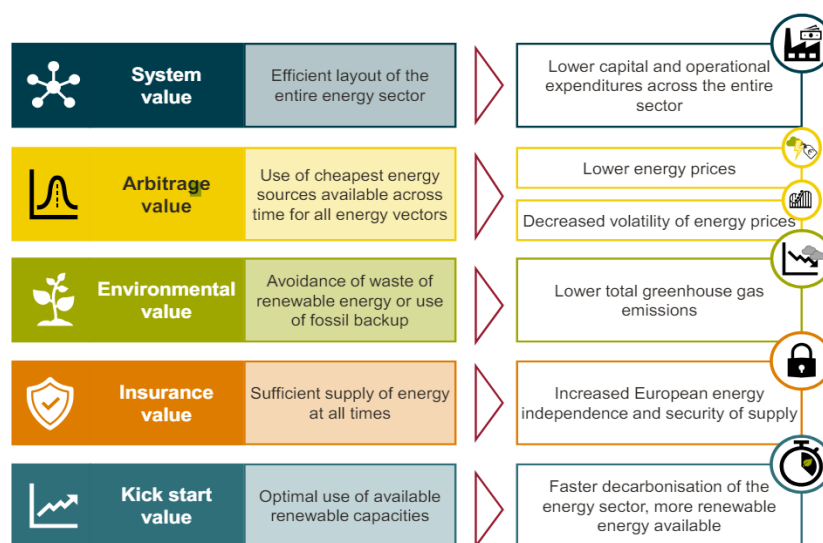 System
value
Efficient layout of the
entire energy sector
Lower capital and operational
expenditures across the entire
sector
Arbitrage
value
Use of cheapest energy
sources available across
time for all energy vectors
Lower energy prices
Decreased volatility of energy prices
Environmental
value
Avoidance of waste of
renewable energy or use
of fossil backup
Lower total greenhouse gas
emissions
Insurance
value
Sufficient supply of energy
at all times
Increased European energy
independence and security of supply
Kick start
value
Optimal use of available
renewable capacities
Faster decarbonisation of the
energy sector, more renewable
energy available